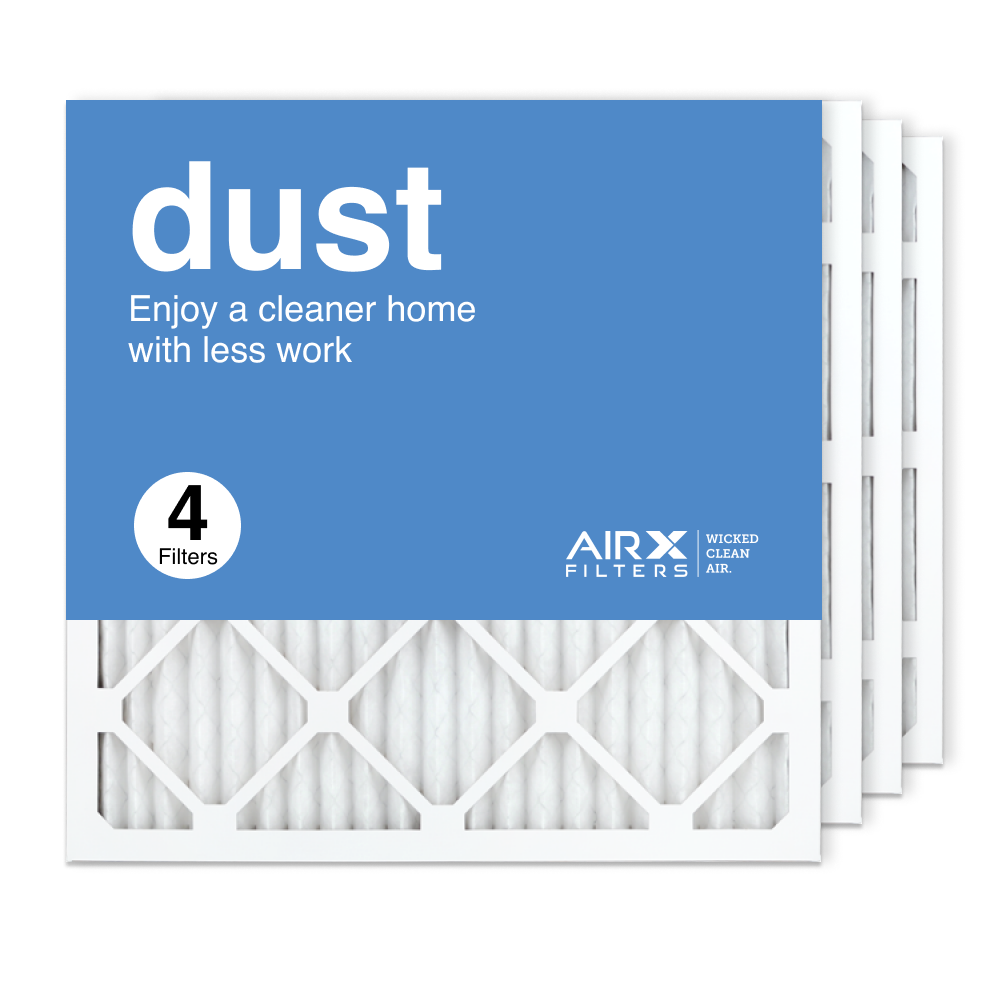 dust
Enjoy a cleaner home
with less work
4
Filters
AIRX
FILTERS
WICKED
CLEAN
AIR.